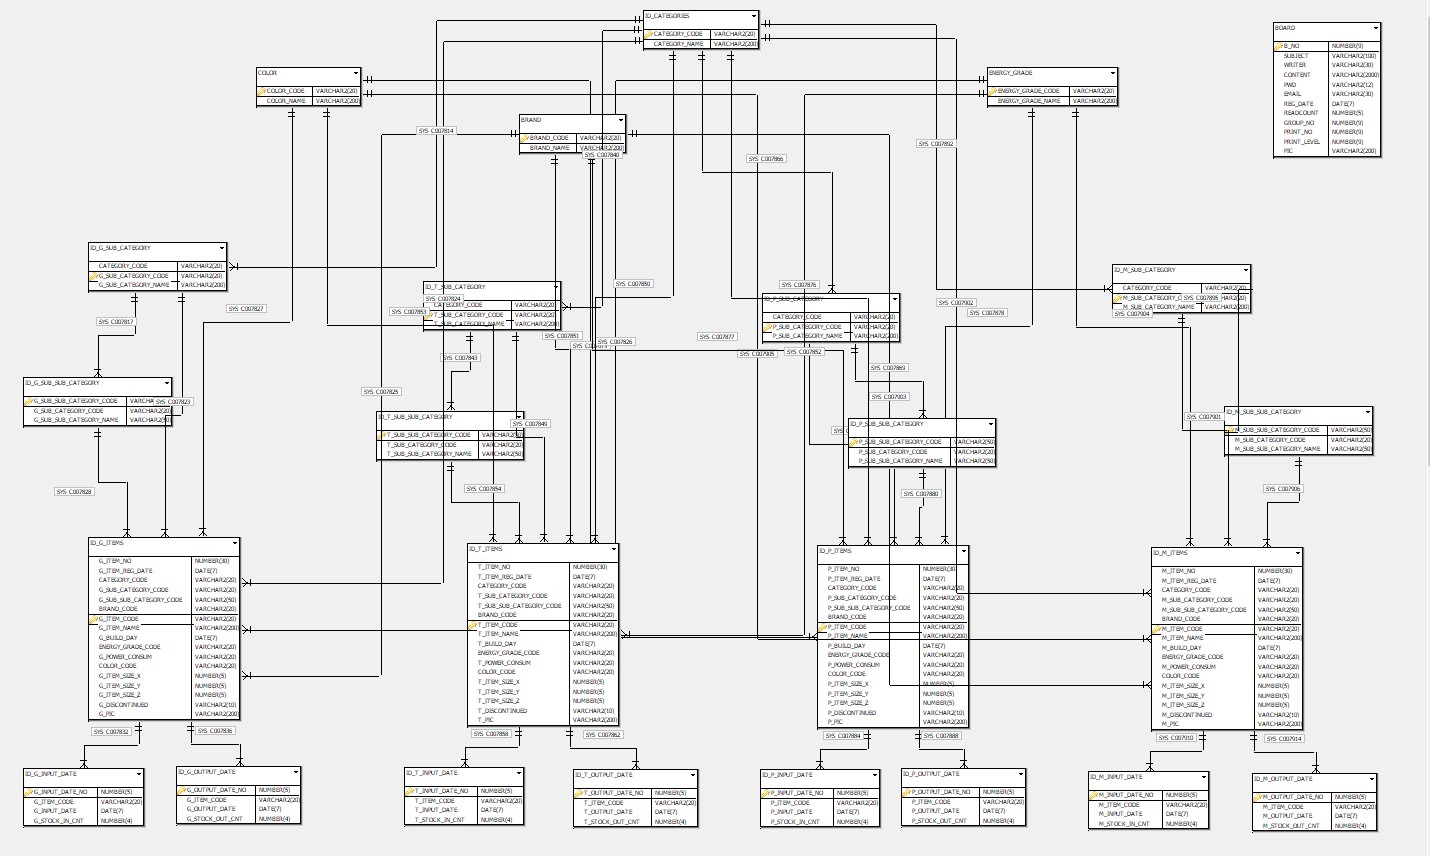 ID_CATEGORIES
CATEGORY_CODE VARCHAR2(20)
CATEGORY_NAME VARCHAR2(200)
BOARD
B_NO NUMBER(9)
SUBJECT VARCHAR2(100)
WRITER VARCHAR2(30)
CONTENT VARCHAR2(2000)
PWD VARCHAR2(12)
EMAIL VARCHAR2(30)
REG_DATE DATE(7)
READCOUNT NUMBER(5)
GROUP_NO NUMBER(9)
PRINT_NO NUMBER(9)
PRINT_LEVEL NUMBER(9)
PIC VARCHAR2(200)
COLOR
COLOR_CODE VARCHAR2(20)
COLOR_NAME VARCHAR2(200)
ENERGY_GRADE
ENERGY_GRADE_CODE VARCHAR2(20)
ENERGY_GRADE_NAME VARCHAR2(200)
BRAND
BRAND_CODE VARCHAR2(20)
BRAND_NAME VARCHAR2(200)
SYS_C007814
SYS_C007840
SYS_C007866
SYS_C007892
ID_G_SUB_CATEGORY
CATEGORY_CODE VARCHAR2(20)
G_SUB_CATEGORY_CODE VARCHAR2(20)
G_SUB_CATEGORY_NAME VARCHAR2(200)
ID_T_SUB_CATEGORY
SYS_C007824
CATEGORY_CODE VARCHAR2(20)
SYS_C007853
T_SUB_CATEGORY_CODE VARCHAR2(20)
T_SUB_CATEGORY_NAME VARCHAR2(200)
ID_P_SUB_CATEGORY
CATEGORY_CODE VARCHAR2(20)
P_SUB_CATEGORY_CODE VARCHAR2(20)
P_SUB_CATEGORY_NAME VARCHAR2(200)
ID_M_SUB_CATEGORY
CATEGORY_CODE VARCHAR2(20)
M_SUB_CATEGORY_CODE VARCHAR2(20)
SYS_C007895
M_SUB_CATEGORY_NAME VARCHAR2(200)
SYS_C007904
SYS_C007850
SYS_C007876
SYS_C007902
SYS_C007878
SYS_C007827
SYS_C007817
SYS_C007851
SYS_C007826
SYS_C007877
SYS_C007905
SYS_C007852
SYS_C007843
SYS_C007869
SYS_C007825
SYS_C007903
ID_G_SUB_SUB_CATEGORY
G_SUB_SUB_CATEGORY_CODE
SYS_C007823
G_SUB_CATEGORY_CODE VARCHAR2(20)
G_SUB_SUB_CATEGORY_NAME
ID_T_SUB_SUB_CATEGORY
SYS_C007849
T_SUB_SUB_CATEGORY_CODE VARCHAR2(50)
T_SUB_CATEGORY_CODE VARCHAR2(20)
T_SUB_SUB_CATEGORY_NAME VARCHAR2(50)
ID_P_SUB_SUB_CATEGORY
P_SUB_SUB_CATEGORY_CODE VARCHAR2(50)
P_SUB_CATEGORY_CODE VARCHAR2(20)
P_SUB_SUB_CATEGORY_NAME VARCHAR2(50)
ID_M_SUB_SUB_CATEGORY
SYS_C007901
M_SUB_SUB_CATEGORY_CODE VARCHAR2(50)
M_SUB_CATEGORY_CODE VARCHAR2(20)
M_SUB_SUB_CATEGORY_NAME VARCHAR2(50)
SYS_C007828
SYS_C007854
SYS_C007880
SYS_C007906
ID_G_ITEMS
G_ITEM_NO NUMBER(30)
G_ITEM_REG_DATE DATE(7)
CATEGORY_CODE VARCHAR2(20)
G_SUB_CATEGORY_CODE VARCHAR2(20)
G_SUB_SUB_CATEGORY_CODE VARCHAR2(50)
BRAND_CODE VARCHAR2(20)
G_ITEM_CODE VARCHAR2(20)
G_ITEM_NAME VARCHAR2(200)
G_BUILD_DAY DATE(7)
ENERGY_GRADE_CODE VARCHAR2(20)
G_POWER_CONSUM VARCHAR2(20)
COLOR_CODE VARCHAR2(20)
G_ITEM_SIZE_X NUMBER(5)
G_ITEM_SIZE_Y NUMBER(5)
G_ITEM_SIZE_Z NUMBER(5)
G_DISCONTINUED VARCHAR2(10)
G_PIC VARCHAR2(200)
ID_T_ITEMS
T_ITEM_NO NUMBER(30)
T_ITEM_REG_DATE DATE(7)
CATEGORY_CODE VARCHAR2(20)
T_SUB_CATEGORY_CODE VARCHAR2(20)
T_SUB_SUB_CATEGORY_CODE VARCHAR2(50)
BRAND_CODE VARCHAR2(20)
T_ITEM_CODE VARCHAR2(20)
T_ITEM_NAME VARCHAR2(200)
T_BUILD_DAY DATE(7)
ENERGY_GRADE_CODE VARCHAR2(20)
T_POWER_CONSUM VARCHAR2(20)
COLOR_CODE VARCHAR2(20)
T_ITEM_SIZE_X NUMBER(5)
T_ITEM_SIZE_Y NUMBER(5)
T_ITEM_SIZE_Z NUMBER(5)
T_DISCONTINUED VARCHAR2(10)
T_PIC VARCHAR2(200)
ID_P_ITEMS
P_ITEM_NO NUMBER(30)
P_ITEM_REG_DATE DATE(7)
CATEGORY_CODE VARCHAR2(20)
P_SUB_CATEGORY_CODE VARCHAR2(20)
P_SUB_SUB_CATEGORY_CODE VARCHAR2(50)
BRAND_CODE VARCHAR2(20)
P_ITEM_CODE VARCHAR2(20)
P_ITEM_NAME VARCHAR2(200)
P_BUILD_DAY DATE(7)
ENERGY_GRADE_CODE VARCHAR2(20)
P_POWER_CONSUM VARCHAR2(20)
COLOR_CODE VARCHAR2(20)
P_ITEM_SIZE_X NUMBER(5)
P_ITEM_SIZE_Y NUMBER(5)
P_ITEM_SIZE_Z NUMBER(5)
P_DISCONTINUED VARCHAR2(10)
P_PIC VARCHAR2(200)
ID_M_ITEMS
M_ITEM_NO NUMBER(30)
M_ITEM_REG_DATE DATE(7)
CATEGORY_CODE VARCHAR2(20)
M_SUB_CATEGORY_CODE VARCHAR2(20)
M_SUB_SUB_CATEGORY_CODE VARCHAR2(50)
BRAND_CODE VARCHAR2(20)
M_ITEM_CODE VARCHAR2(20)
M_ITEM_NAME VARCHAR2(200)
M_BUILD_DAY DATE(7)
ENERGY_GRADE_CODE VARCHAR2(20)
M_POWER_CONSUM VARCHAR2(20)
COLOR_CODE VARCHAR2(20)
M_ITEM_SIZE_X NUMBER(5)
M_ITEM_SIZE_Y NUMBER(5)
M_ITEM_SIZE_Z NUMBER(5)
M_DISCONTINUED VARCHAR2(10)
M_PIC VARCHAR2(200)
SYS_C007832
SYS_C007836
SYS_C007858
SYS_C007862
SYS_C007884
SYS_C007888
SYS_C007910
SYS_C007914
ID_G_INPUT_DATE
G_INPUT_DATE_NO NUMBER(5)
G_ITEM_CODE VARCHAR2(20)
G_INPUT_DATE DATE(7)
G_STOCK_IN_CNT NUMBER(4)
ID_G_OUTPUT_DATE
G_OUTPUT_DATE_NO NUMBER(5)
G_ITEM_CODE VARCHAR2(20)
G_OUTPUT_DATE DATE(7)
G_STOCK_OUT_CNT NUMBER(4)
ID_T_INPUT_DATE
T_INPUT_DATE_NO NUMBER(5)
T_ITEM_CODE VARCHAR2(20)
T_INPUT_DATE DATE(7)
T_STOCK_IN_CNT NUMBER(4)
ID_T_OUTPUT_DATE
T_OUTPUT_DATE_NO NUMBER(5)
T_ITEM_CODE VARCHAR2(20)
T_OUTPUT_DATE DATE(7)
T_STOCK_OUT_CNT NUMBER(4)
ID_P_INPUT_DATE
P_INPUT_DATE_NO NUMBER(5)
P_ITEM_CODE VARCHAR2(20)
P_INPUT_DATE DATE(7)
P_STOCK_IN_CNT NUMBER(4)
ID_P_OUTPUT_DATE
P_OUTPUT_DATE_NO NUMBER(5)
P_ITEM_CODE VARCHAR2(20)
P_OUTPUT_DATE DATE(7)
P_STOCK_OUT_CNT NUMBER(4)
ID_M_INPUT_DATE
M_INPUT_DATE_NO NUMBER(5)
M_ITEM_CODE VARCHAR2(20)
M_INPUT_DATE DATE(7)
M_STOCK_IN_CNT NUMBER(4)
ID_M_OUTPUT_DATE
M_OUTPUT_DATE_NO NUMBER(5)
M_ITEM_CODE VARCHAR2(20)
M_OUTPUT_DATE DATE(7)
M_STOCK_OUT_CNT NUMBER(4)